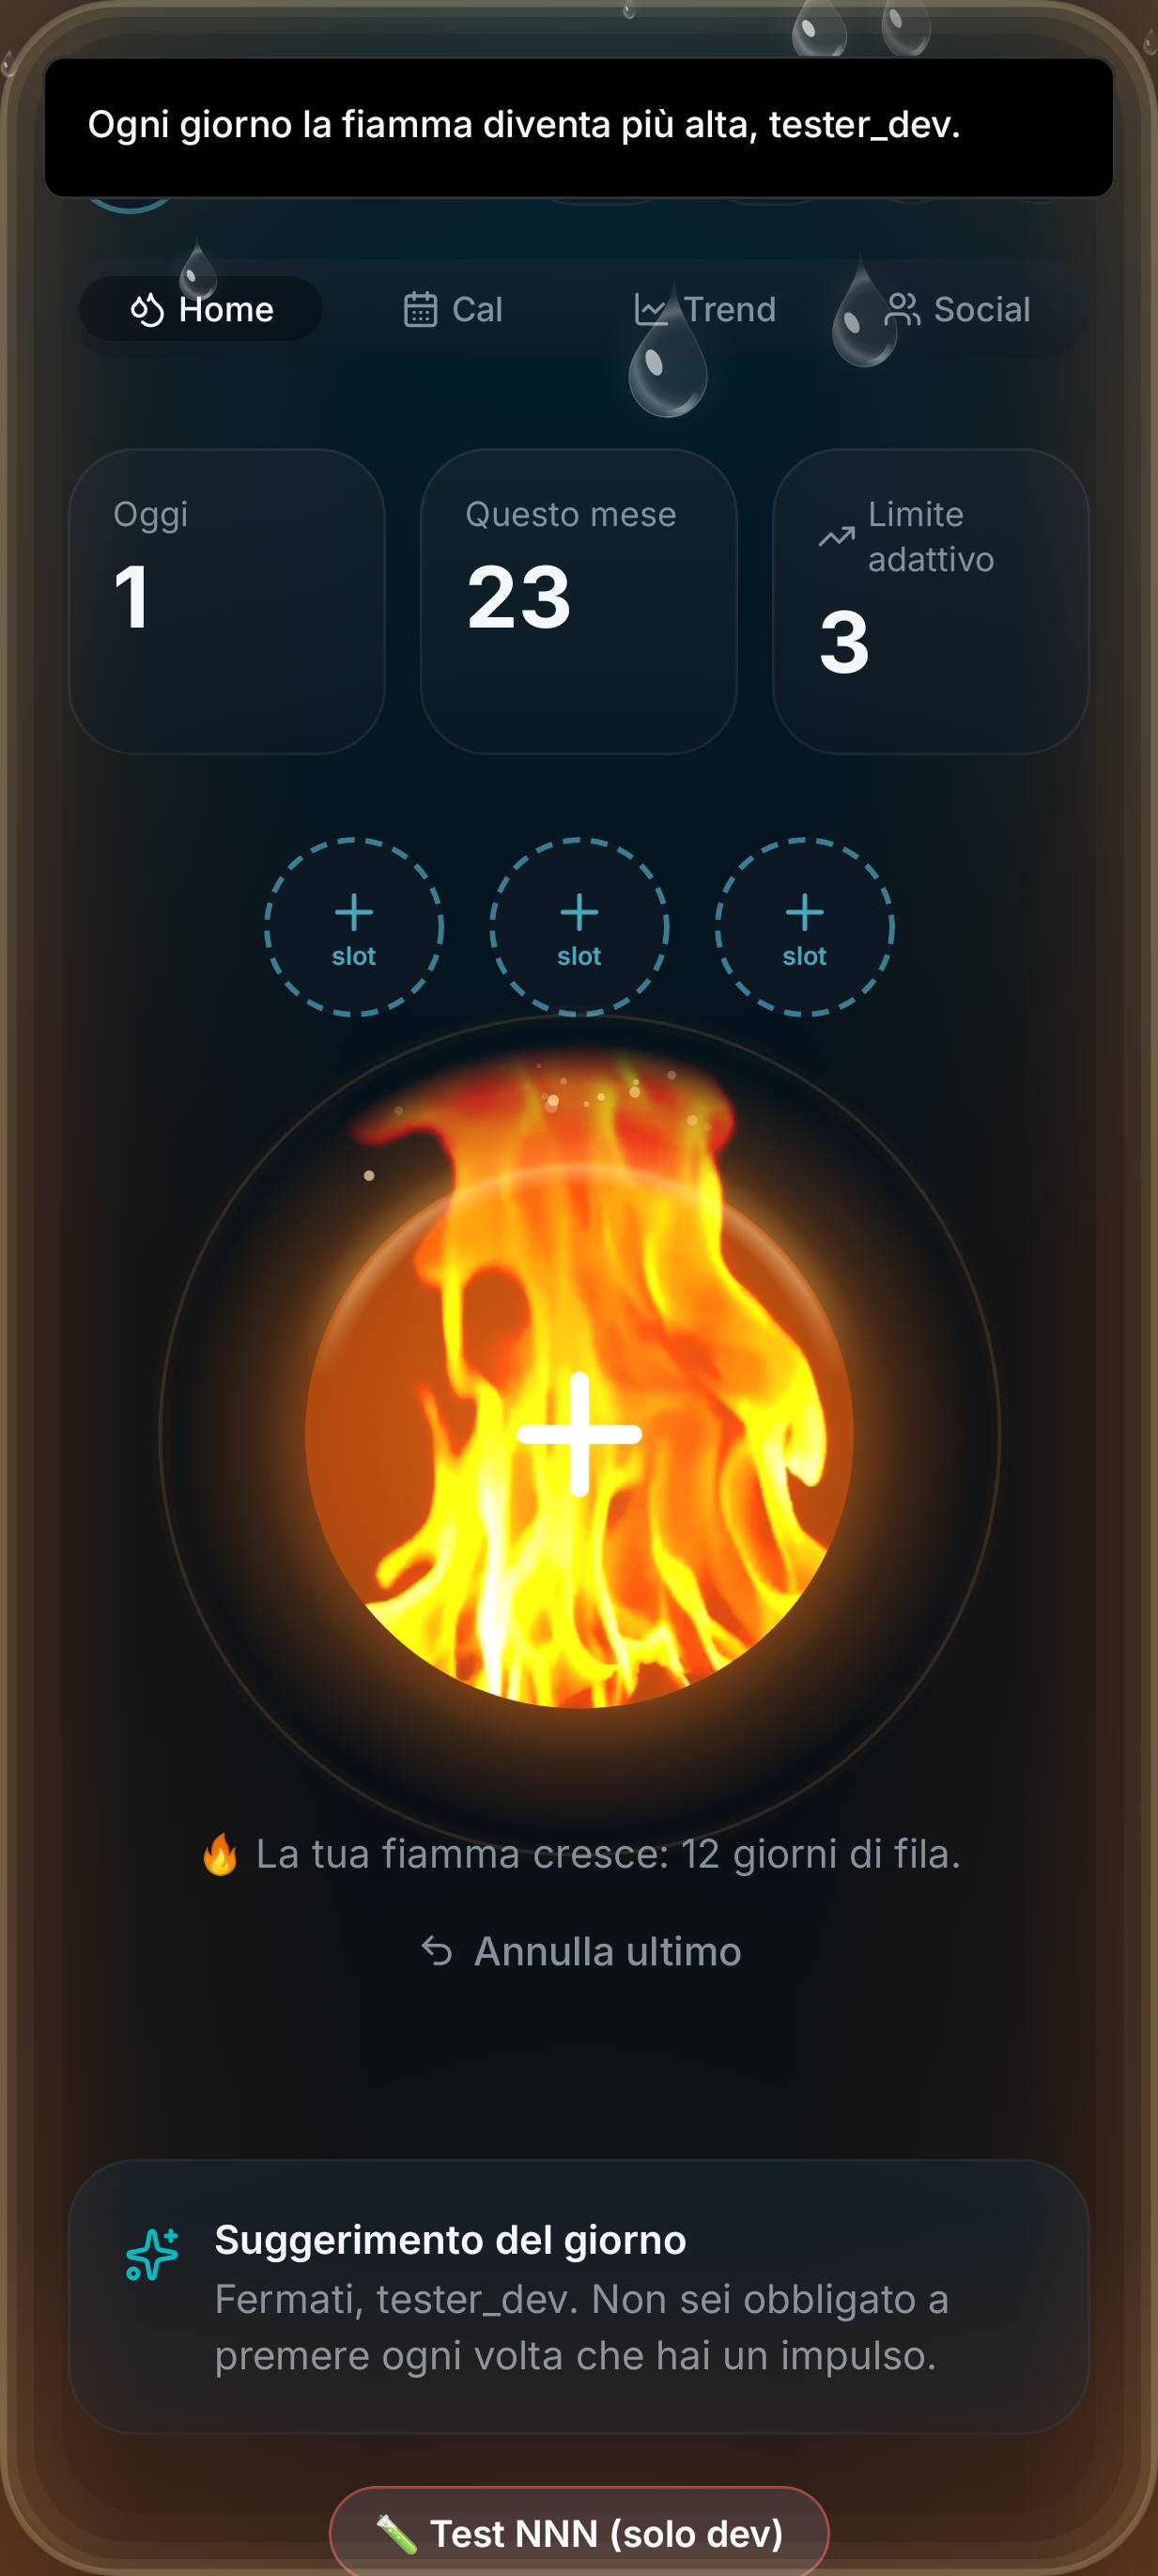 Ogni giorno la fiamma diventa più alta, tester_dev.
Home
Cal
Trend
Social
Oggi
1
Questo mese
23
Limite
adattivo
3
slot
slot
slot
🔥 La tua fiamma cresce: 12 giorni di fila.
Annulla ultimo
Suggerimento del giorno
Fermati, tester_dev. Non sei obbligato a
premere ogni volta che hai un impulso.
🧪 Test NNN (solo dev)